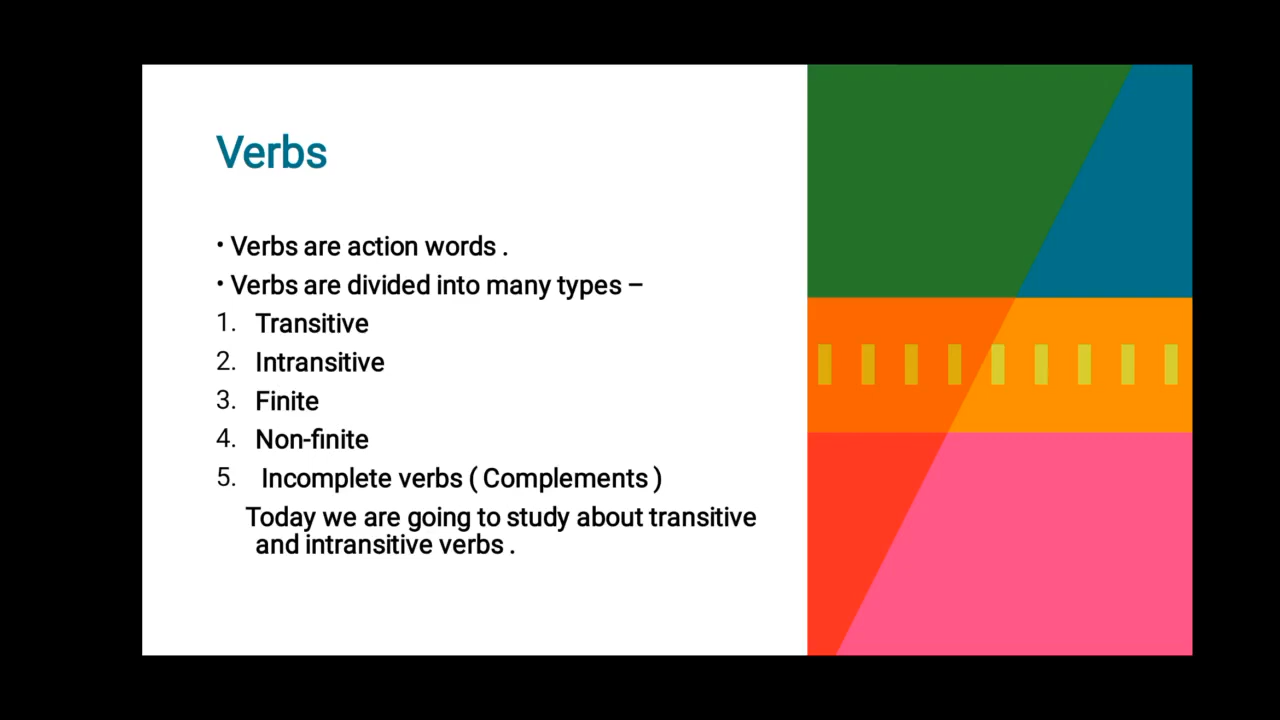 Verbs
• Verbs are action words .
• Verbs are divided into many types –
1. Transitive
2. Intransitive
3. Finite
4. Non-finite
5. Incomplete verbs ( Complements )
Today we are going to study about transitive
and intransitive verbs .